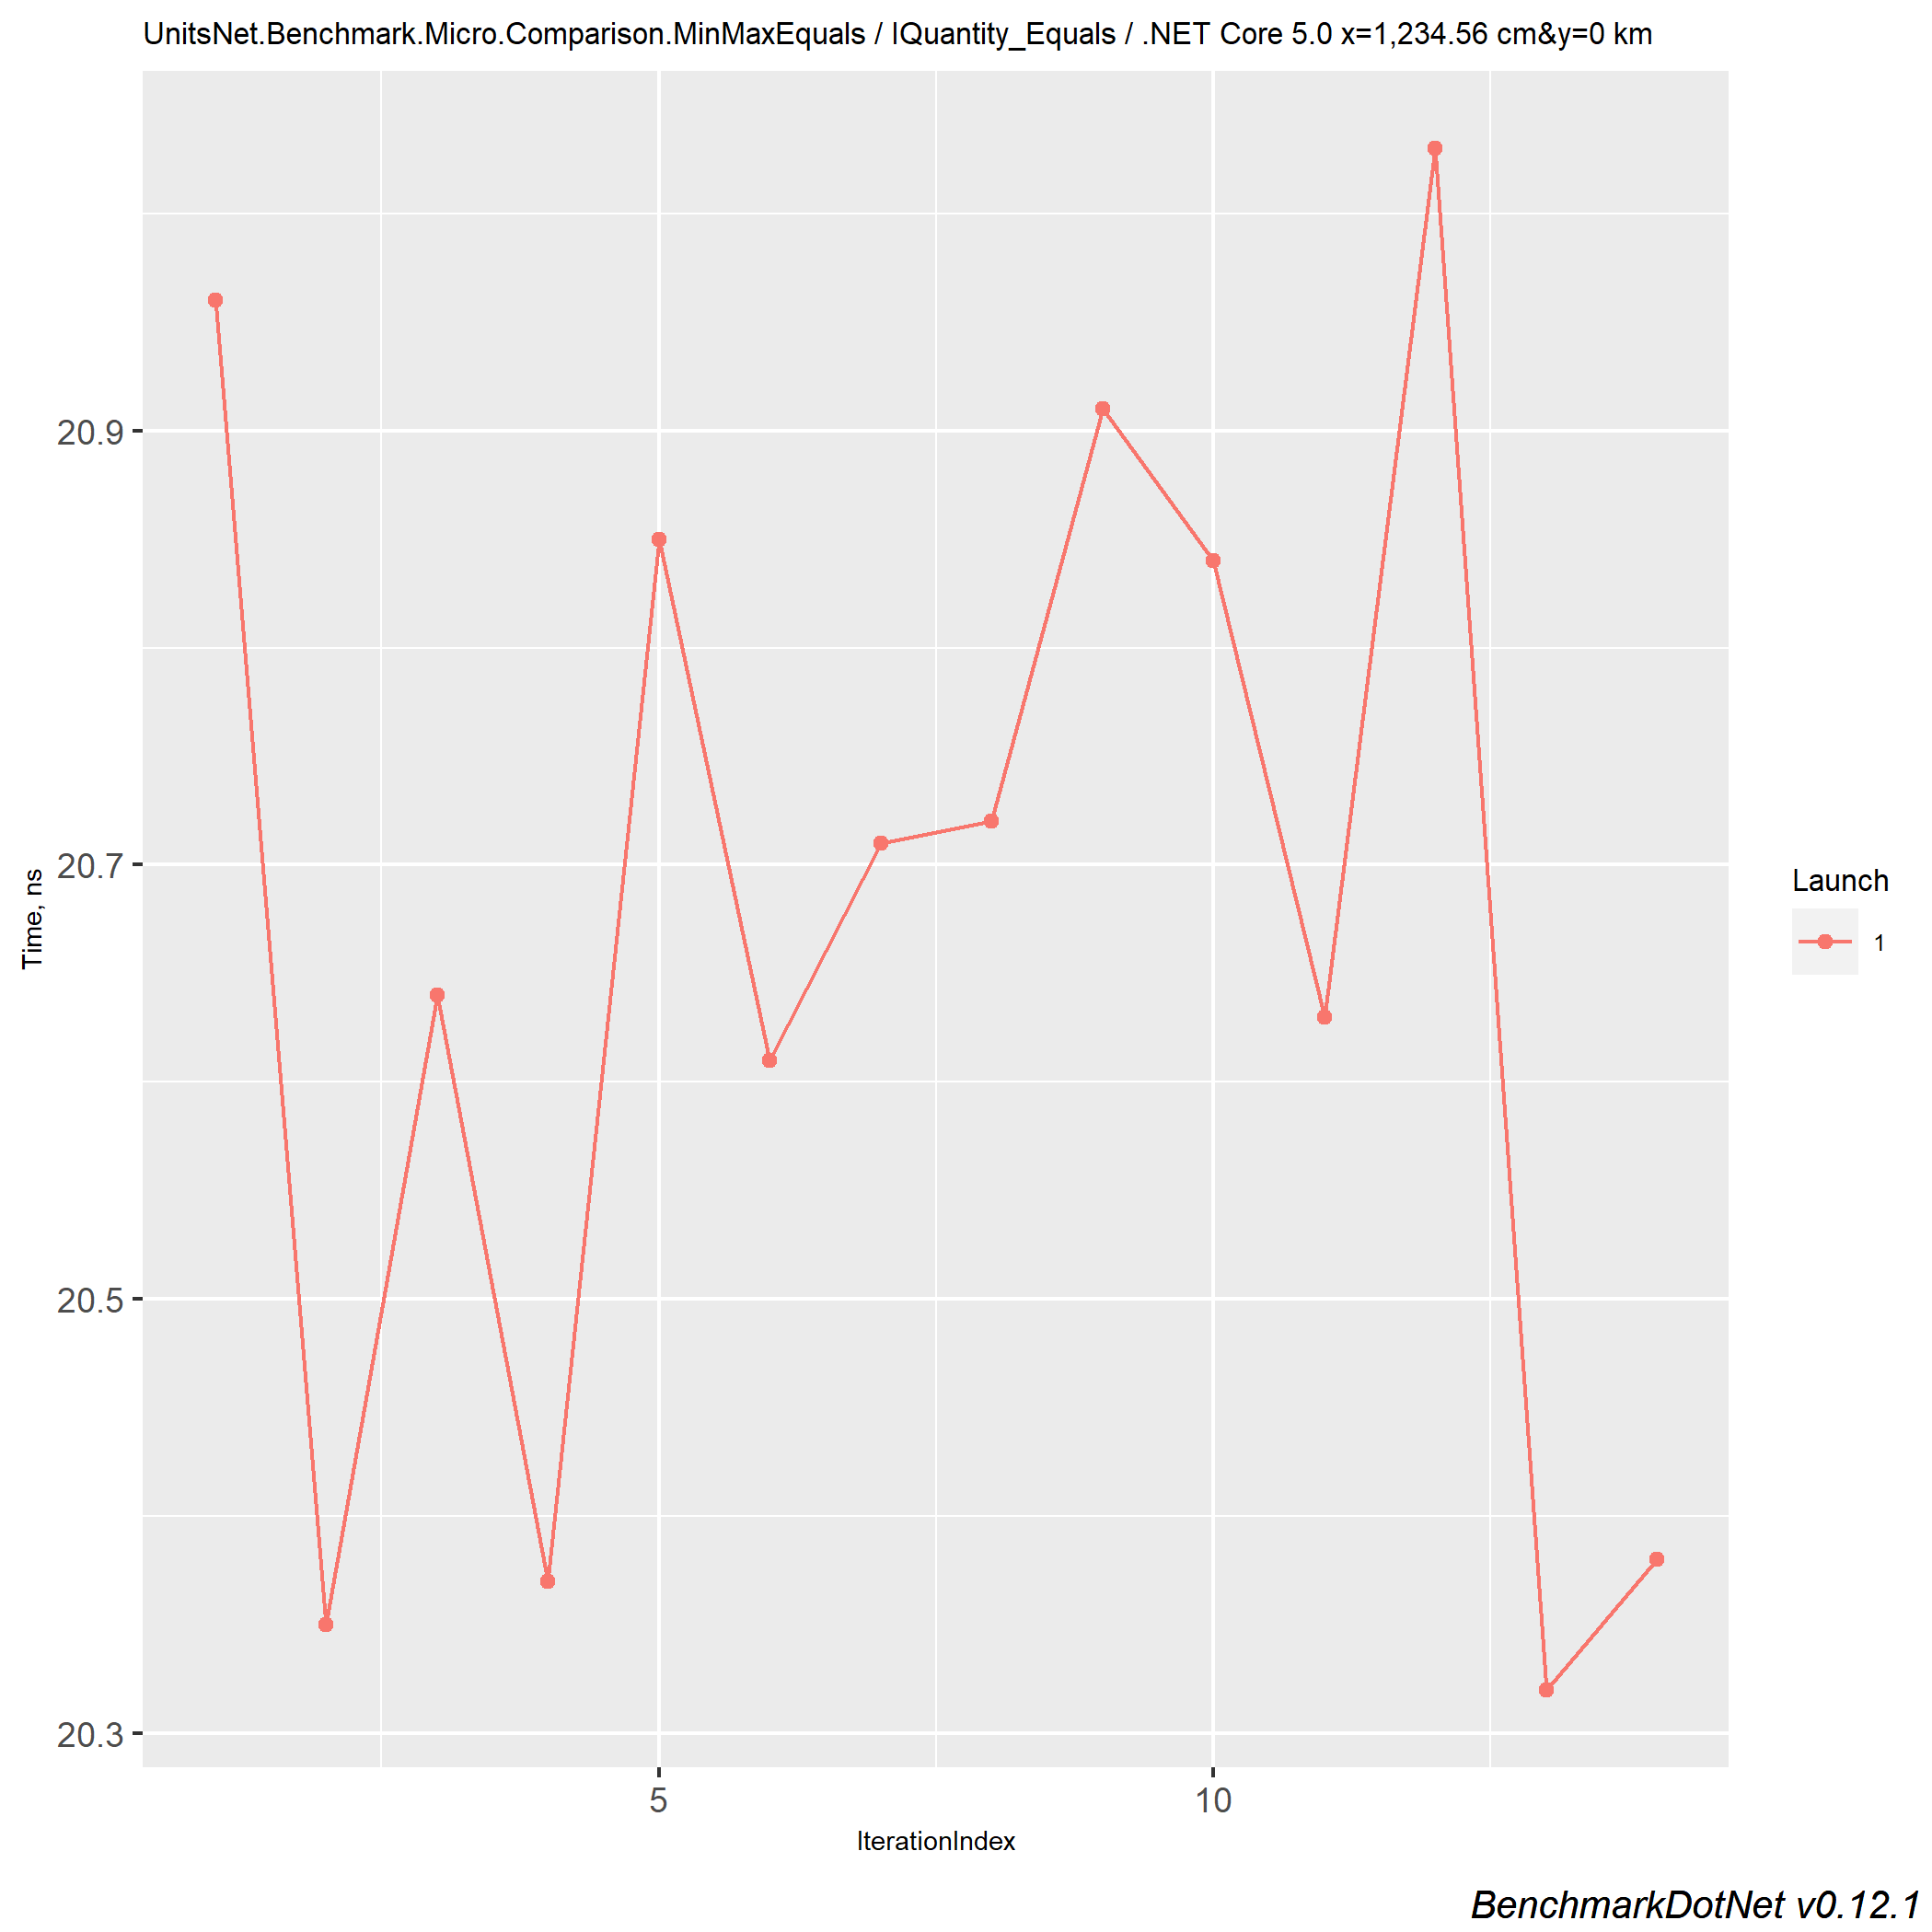 UnitsNet.Benchmark.Micro.Comparison.MinMaxEquals / IQuantity_Equals / .NET Core 5.0 x=1,234.56 cm&y=0 km
20.9
20.7
20.5
20.3
Time, ns
5
10
IterationIndex
Launch
1
BenchmarkDotNet v0.12.1